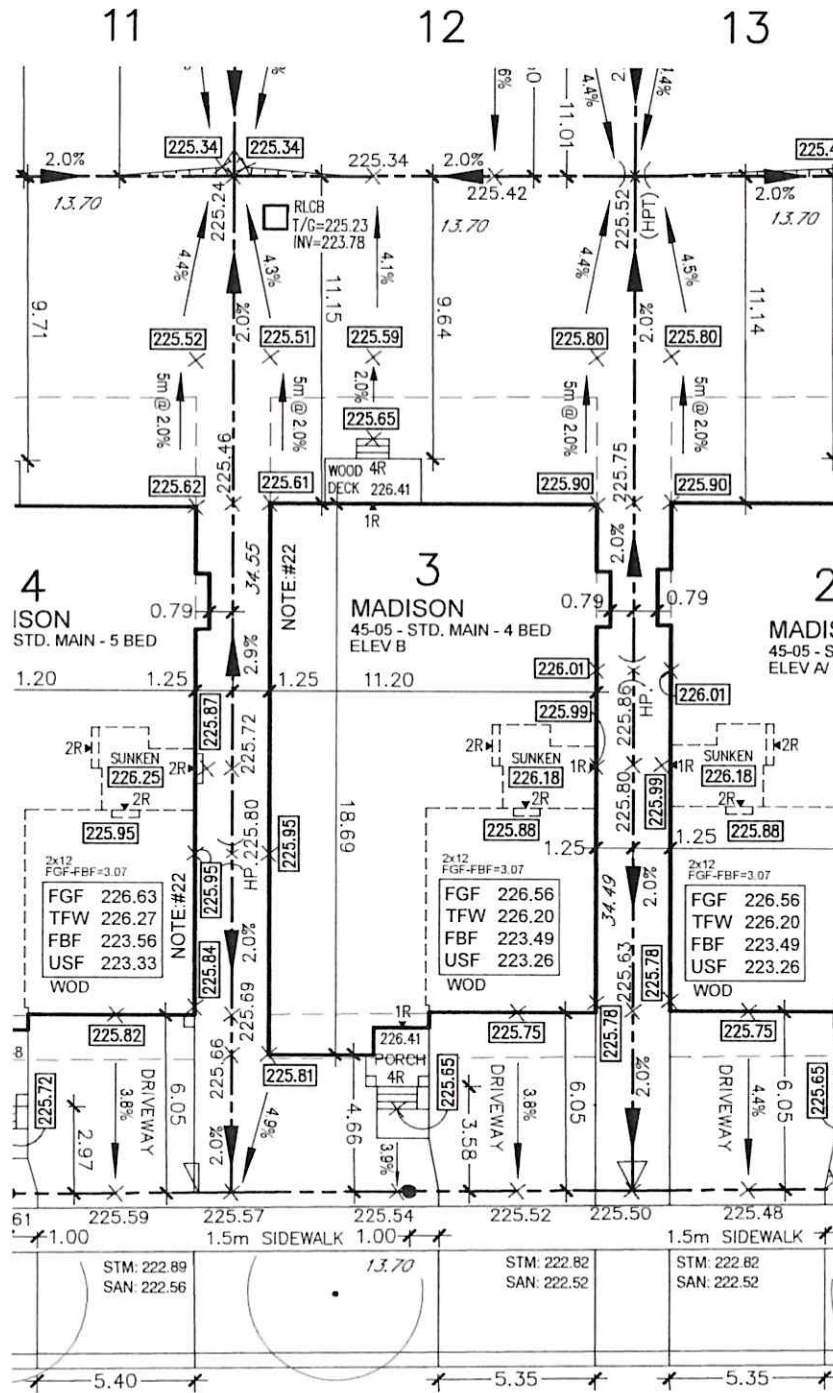 11 12 13
6% 11.01 4.4% 2. 1.4%
225.34 225.34 225.34 2.0% 225.4
2.0% 225.42 2.0%
13.70 225.24 13.70 225.52 (HPT) 13.70
RLCB
T/G=225.23
INV=223.78
4.4% 4.3% 4.1% 4.4% 4.5%
9.71 2.0% 11.15 9.64 2.0% 11.14
225.52 225.51 225.59 225.80 225.80
5m @ 2.0% 5m @ 2.0% 2.0% 5m @ 2.0% 5m @ 2.0%
225.65
225.46 225.75
WOOD 4R
DECK 226.41
225.62 225.61 225.90 225.90
1R
34.55 NOTE:#22 2.0%
4 3 2
ISON MADISON MADIS
STD. MAIN - 5 BED 45-05 - STD. MAIN - 4 BED 45-05 - S
ELEV B ELEV A/
0.79 0.79 0.79
2.9%
226.01 226.01
1.20 1.25 1.25 11.20
225.87 225.99 225.86 HP.
225.72
2R SUNKEN 2R 2R SUNKEN 1R 1R SUNKEN 2R
226.25 226.18 226.18
225.80 225.99
2R 2R 2R
225.95 225.88 225.88
225.80 HP. 225.95 18.69 1.25 1.25
225.95
2x12 2x12 2x12
FGF-FBF=3.07 FGF-FBF=3.07 FGF-FBF=3.07
FGF 226.63 FGF 226.56 FGF 226.56
TFW 226.27 TFW 226.20 TFW 226.20
FBF 223.56 FBF 223.49 FBF 223.49
USF 223.33 USF 223.26 USF 223.26
WOD WOD WOD
NOTE:#22 225.84 2.0% 34.49 2.0%
225.69 225.63 225.78
225.82 225.75 225.78 225.75
1R
226.41
PORCH
4R
225.66 225.81
225.72 3.8% DRIVEWAY 6.05 2.0% 4.9% 4.66 225.65 DRIVEWAY 3.8% 6.05 2.0% DRIVEWAY 4.4% 6.05 225.65
2.97 3.9% 3.58
.61 225.59 225.57 225.54 225.52 225.50 225.48
1.00 1.5m SIDEWALK 1.00 1.5m SIDEWALK
13.70
STM: 222.89 STM: 222.82 STM: 222.82
SAN: 222.56 SAN: 222.52 SAN: 222.52
5.40 5.35 5.35